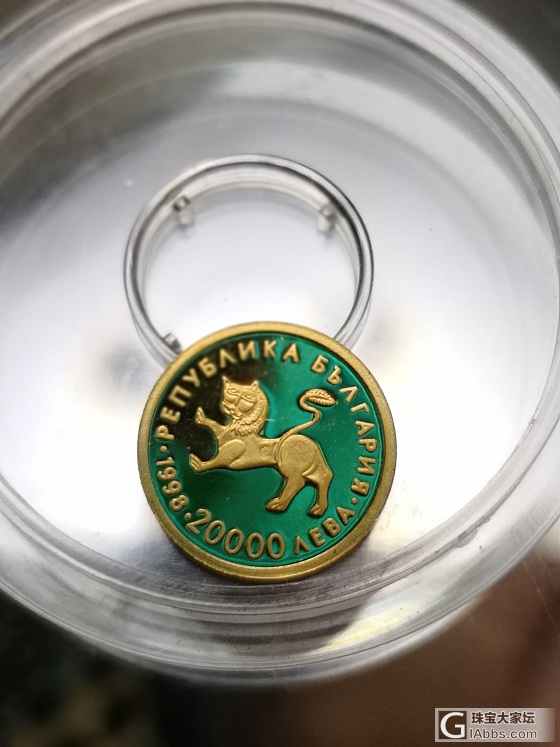 РЕПУБЛИКА БЪЛГАРИЯ
· 1998 · 20000 ЛЕВА ·
G 珠宝大家坛
GIAbbs.com